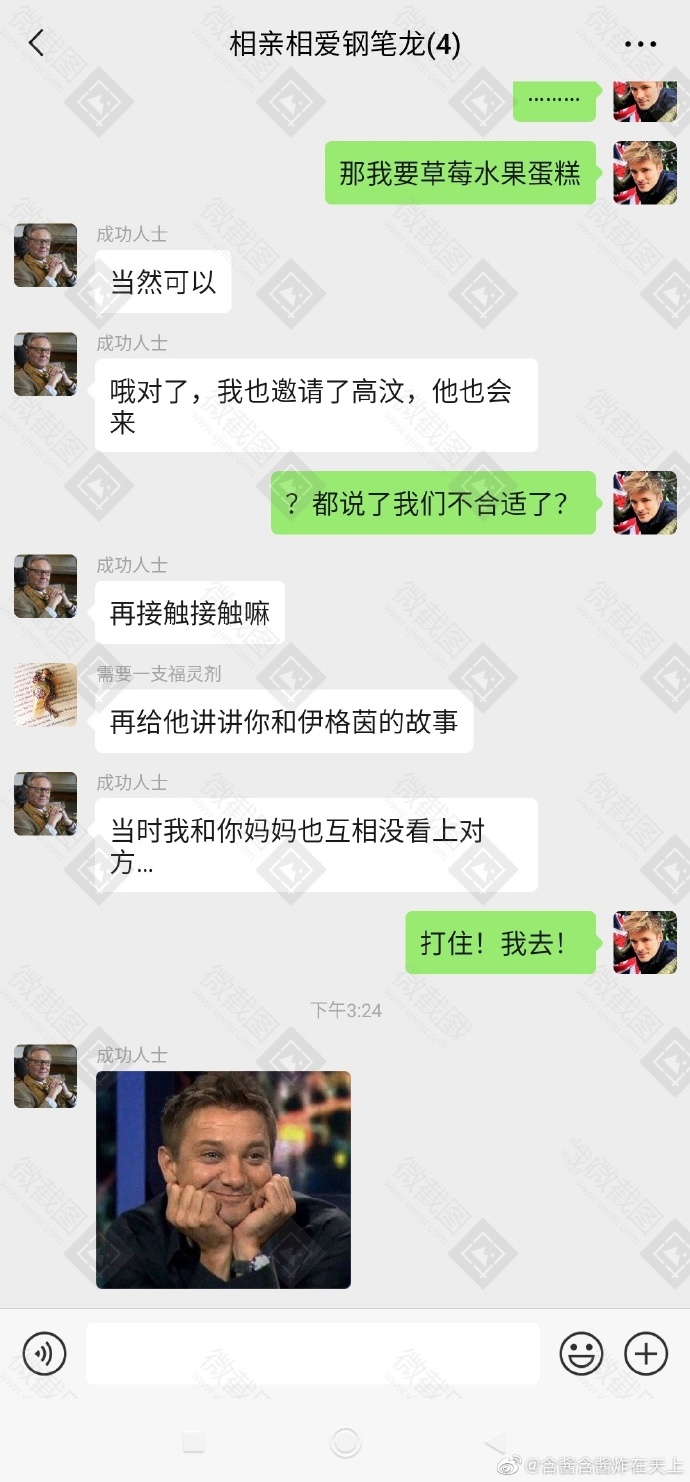 相亲相爱钢笔龙(4)
………
那我要草莓水果蛋糕
成功人士
当然可以
成功人士
哦对了，我也邀请了高汶，他也会
来
？都说了我们不合适了？
成功人士
再接触接触嘛
需要一支福灵剂
再给他讲讲你和伊格茵的故事
成功人士
当时我和你妈妈也互相没看上对
方...
打住！我去！
下午3:24
成功人士
@含酱含酱炸在天上
微截图